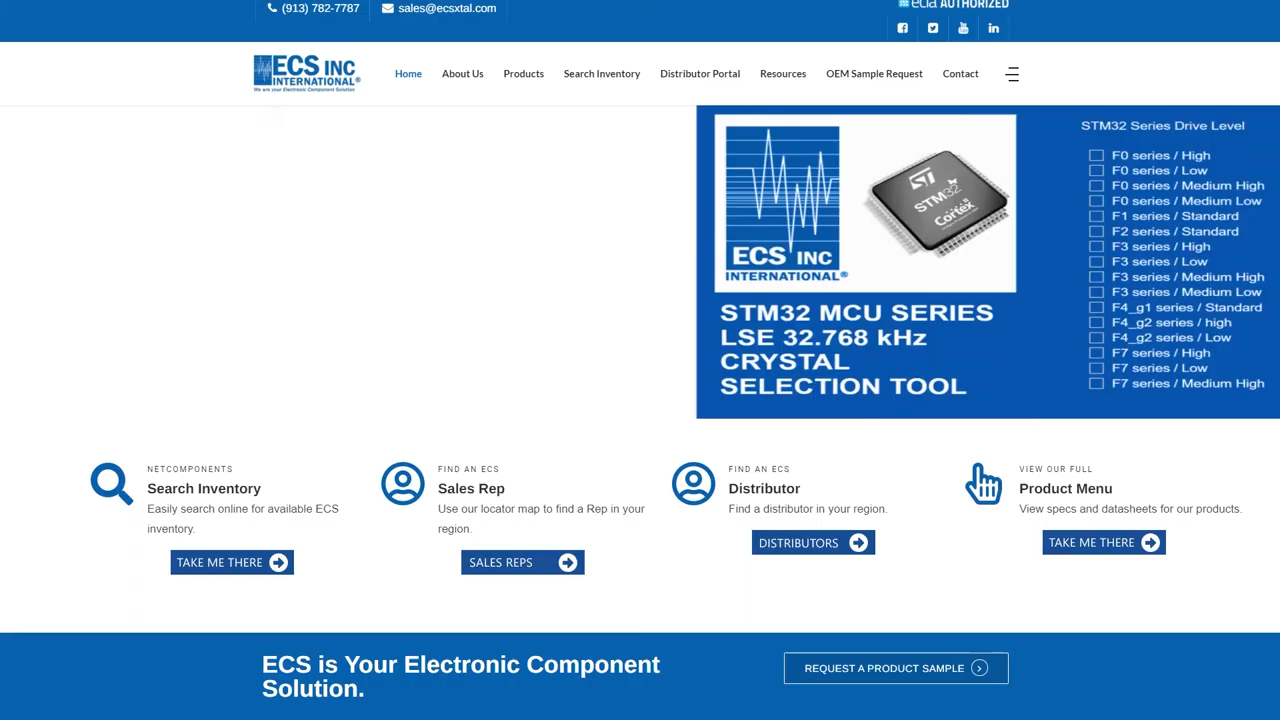 (913) 782-7787
sales@ecsxtal.com
ecia AUTHORIZED
ECS INC
INTERNATIONAL®
We are your Electronic Component Solution
Home
About Us
Products
Search Inventory
Distributor Portal
Resources
OEM Sample Request
Contact
ECS INC
INTERNATIONAL®
ST
STM32
Cortex
STM32 MCU SERIES
LSE 32.768 kHz
CRYSTAL
SELECTION TOOL
STM32 Series Drive Level
F0 series / High
F0 series / Low
F0 series / Medium High
F0 series / Medium Low
F1 series / Standard
F2 series / Standard
F3 series / High
F3 series / Low
F3 series / Medium High
F3 series / Medium Low
F4_g1 series / Standard
F4_g2 series / high
F4_g2 series / Low
F7 series / High
F7 series / Low
F7 series / Medium High
NETCOMPONENTS
Search Inventory
Easily search online for available ECS
inventory.
TAKE ME THERE
FIND AN ECS
Sales Rep
Use our locator map to find a Rep in your
region.
SALES REPS
FIND AN ECS
Distributor
Find a distributor in your region.
DISTRIBUTORS
VIEW OUR FULL
Product Menu
View specs and datasheets for our products.
TAKE ME THERE
ECS is Your Electronic Component
Solution.
REQUEST A PRODUCT SAMPLE